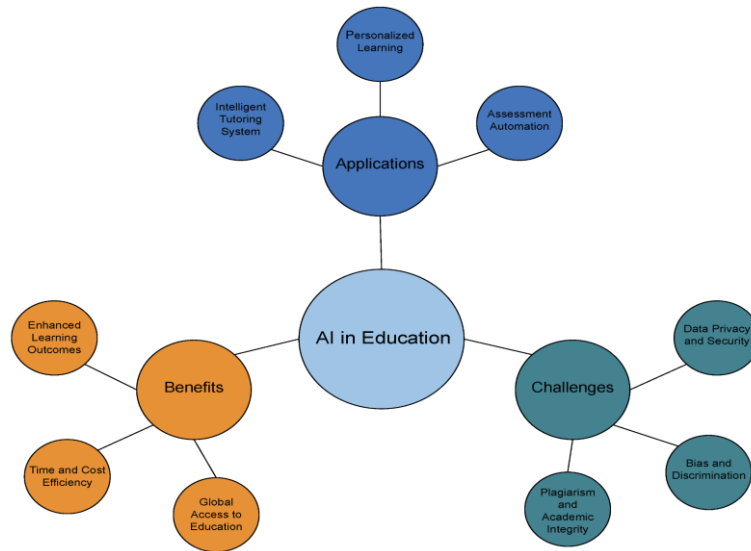 Personalized
Learning
Intelligent
Tutoring
System
Assessment
Automation
Applications
AI in Education
Enhanced
Learning
Outcomes
Benefits
Time and Cost
Efficiency
Global
Access to
Education
Data Privacy
and Security
Challenges
Bias and
Discrimination
Plagiarism
and
Academic
Integrity